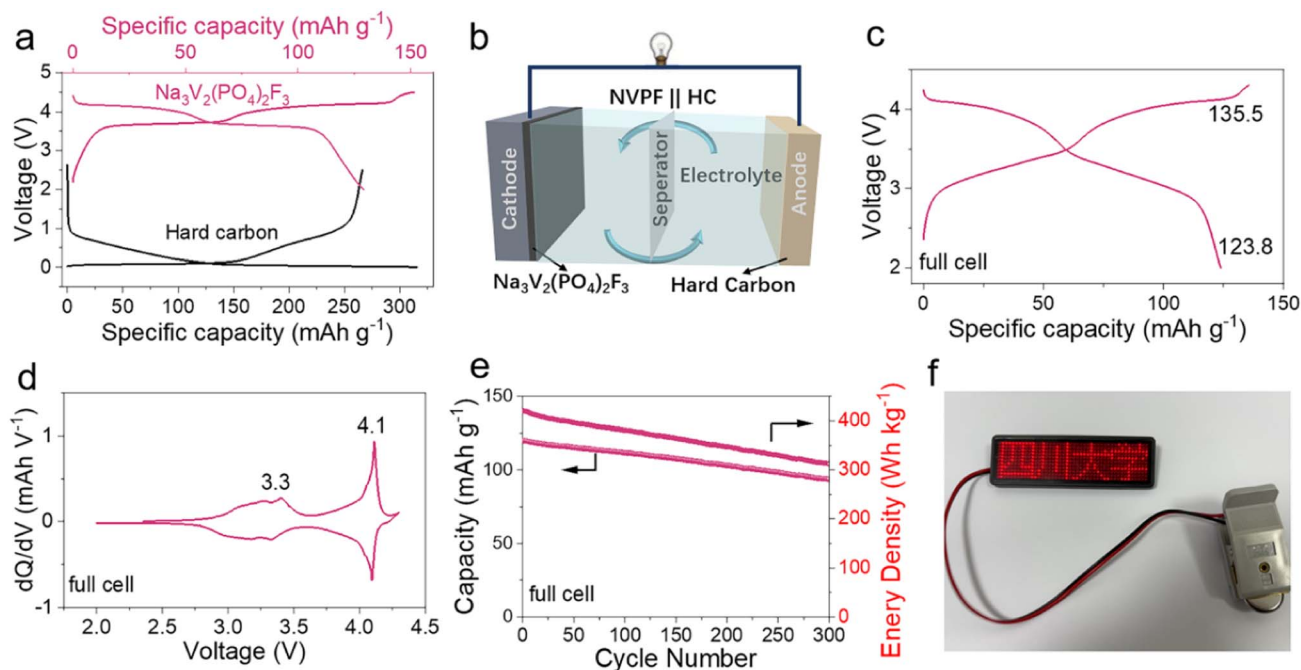 a
Specific capacity (mAh g⁻¹)
0 50 100 150
Na₃V₂(PO₄)₂F₃
Hard carbon
Voltage (V)
5
4
3
2
1
0
0 50 100 150 200 250 300
Specific capacity (mAh g⁻¹)
b
NVPF || HC
Cathode
Seperator
Electrolyte
Anode
Na₃V₂(PO₄)₂F₃
Hard Carbon
c
Voltage (V)
4
3
2
135.5
123.8
full cell
0 50 100 150
Specific capacity (mAh g⁻¹)
d
dQ/dV (mAh V⁻¹)
1
0
-1
4.1
3.3
full cell
2.0 2.5 3.0 3.5 4.0 4.5
Voltage (V)
e
Capacity (mAh g⁻¹)
150
125
100
75
50
25
0
full cell
0 50 100 150 200 250 300
Cycle Number
400
300
200
100
0
Enery Density (Wh kg⁻¹)
f
四川大学